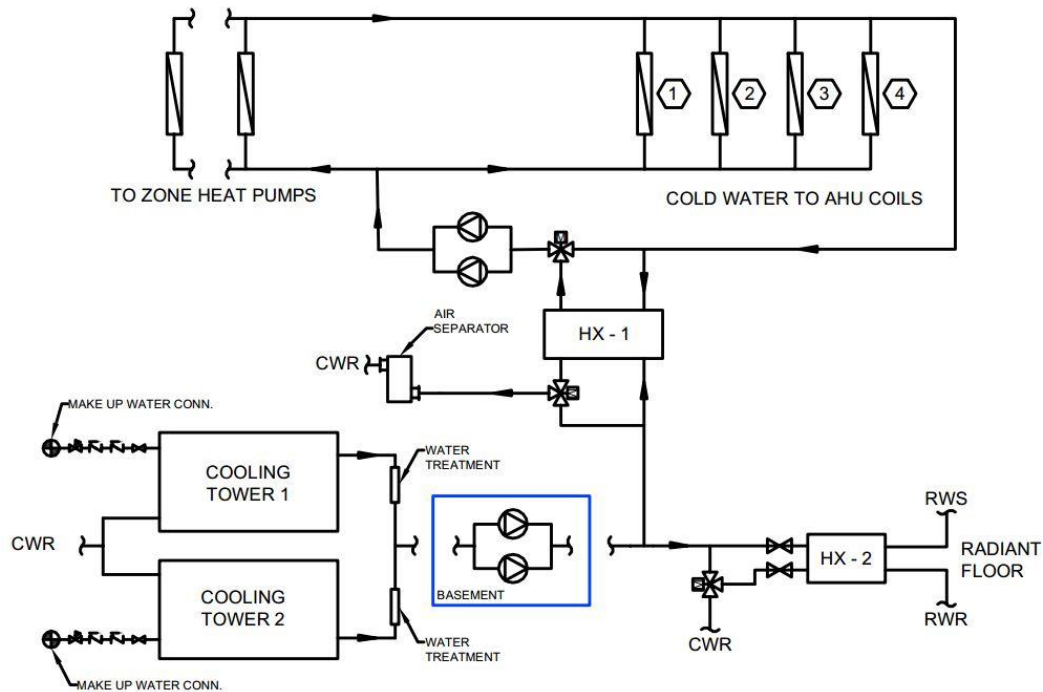 1
2
3
4
TO ZONE HEAT PUMPS
COLD WATER TO AHU COILS
M
AIR
SEPARATOR
HX - 1
CWR
MAKE UP WATER CONN.
COOLING
TOWER 1
WATER
TREATMENT
CWR
BASEMENT
RWS
HX - 2
RADIANT
FLOOR
COOLING
TOWER 2
RWR
CWR
WATER
TREATMENT
MAKE UP WATER CONN.